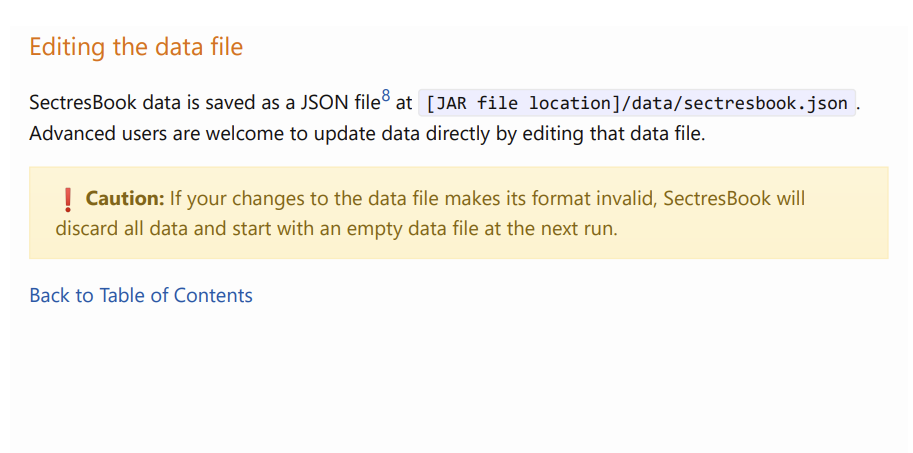 Editing the data file
SectresBook data is saved as a JSON file8 at [JAR file location]/data/sectresbook.json.
Advanced users are welcome to update data directly by editing that data file.
❗ Caution: If your changes to the data file makes its format invalid, SectresBook will
discard all data and start with an empty data file at the next run.
Back to Table of Contents